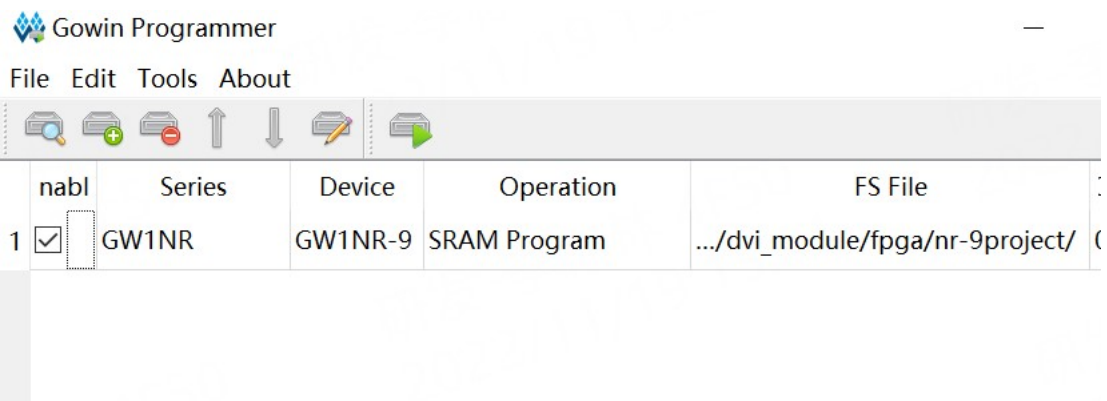 Gowin Programmer
File Edit Tools About
nabl Series Device Operation FS File
1 GW1NR GW1NR-9 SRAM Program .../dvi_module/fpga/nr-9project/